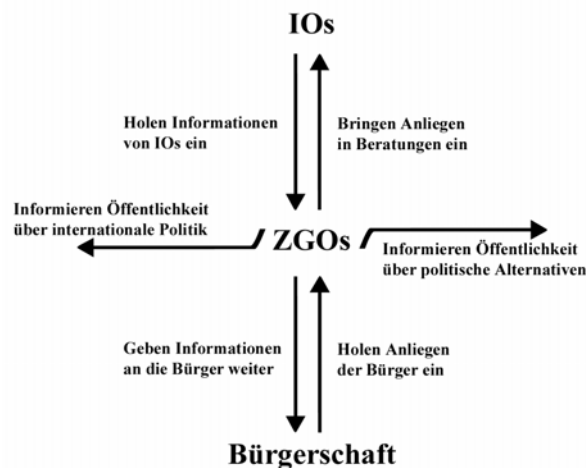 IOs
Holen Informationen
von IOs ein
Bringen Anliegen
in Beratungen ein
Informieren Öffentlichkeit
über internationale Politik
ZGOs
Informieren Öffentlichkeit
über politische Alternativen
Geben Informationen
an die Bürger weiter
Holen Anliegen
der Bürger ein
Bürgerschaft